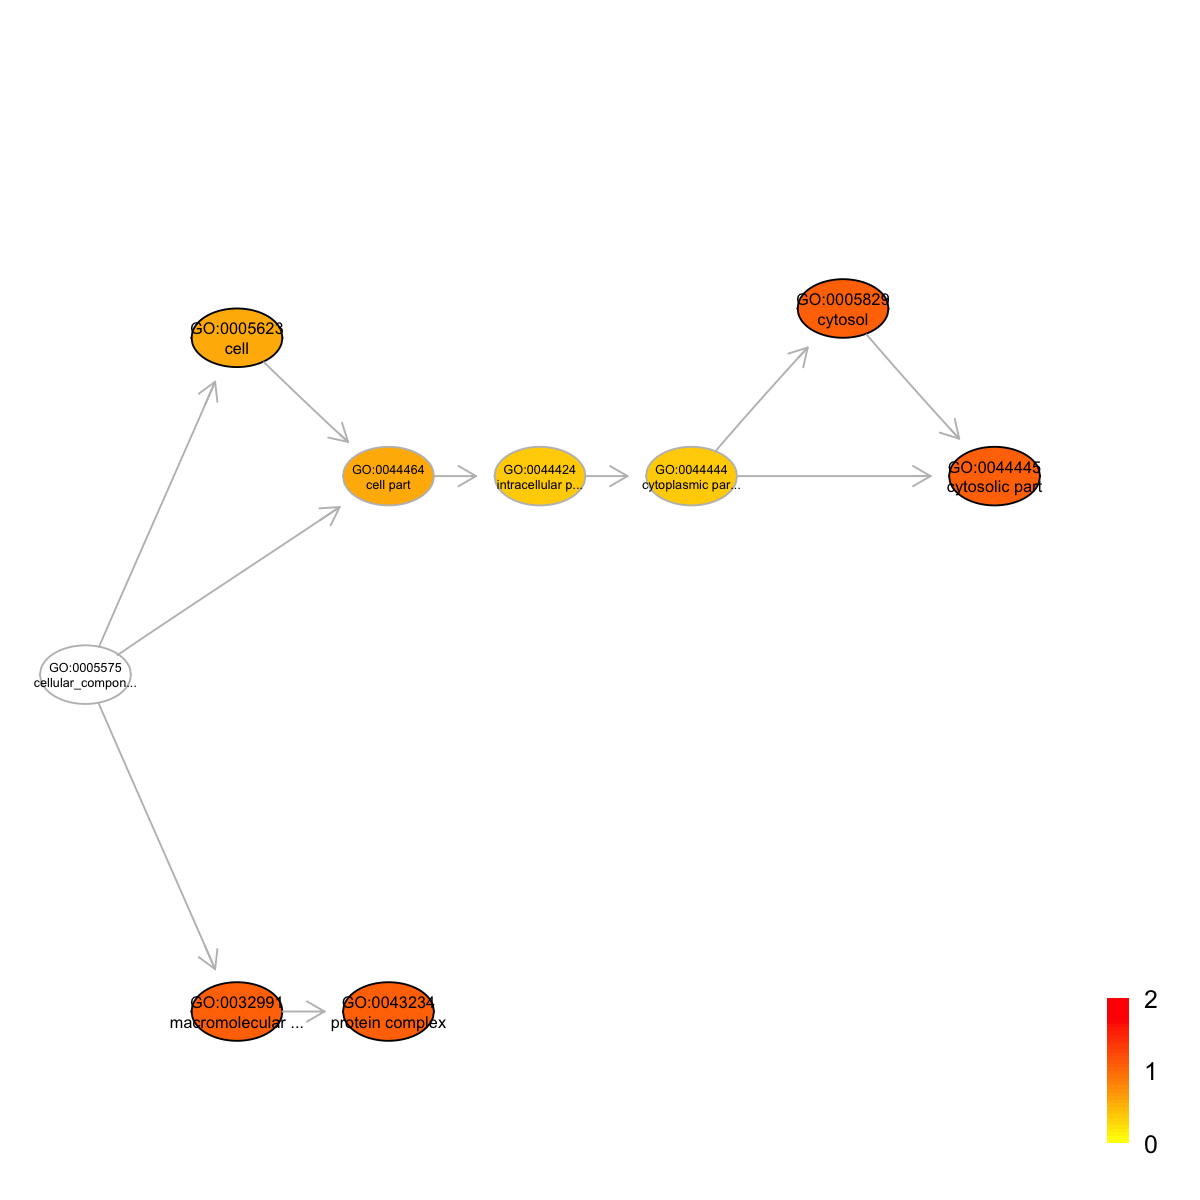 GO:0005829
cytosol
GO:0005623
cell
GO:0044464
cell part
GO:0044424
intracellular p...
GO:0044444
cytoplasmic par...
GO:0044445
cytosolic part
GO:0005575
cellular_compon...
GO:0032991
macromolecular ...
GO:0043234
protein complex
2
1
0